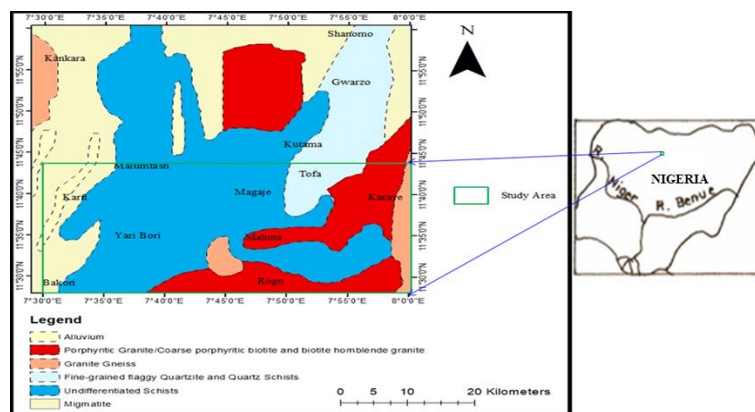 7°30'0"E 7°35'0"E 7°40'0"E 7°45'0"E 7°50'0"E 7°55'0"E 8°0'0"E
Shanomo
N
Kankara
Gwarzo
11°55'0"N
11°55'0"N
11°50'0"N
11°50'0"N
Kutama
11°45'0"N
11°45'0"N
Malumfashi
Tofa
NIGERIA
R. Niger
R. Benue
Magaje
Karaye
Study Area
11°40'0"N
11°40'0"N
Yari Bori
Mahuta
11°35'0"N
11°35'0"N
Bakori
Rogo
11°30'0"N
11°30'0"N
7°30'0"E 7°35'0"E 7°40'0"E 7°45'0"E 7°50'0"E 7°55'0"E 8°0'0"E
Legend
Alluvium
Porphyritic Granite/Coarse porphyritic biotite and biotite hornblende granite
Granite Gneiss
Fine-grained flaggy Quartzite and Quartz Schists
Undifferentiated Schists
Migmatite
0 5 10 20 Kilometers